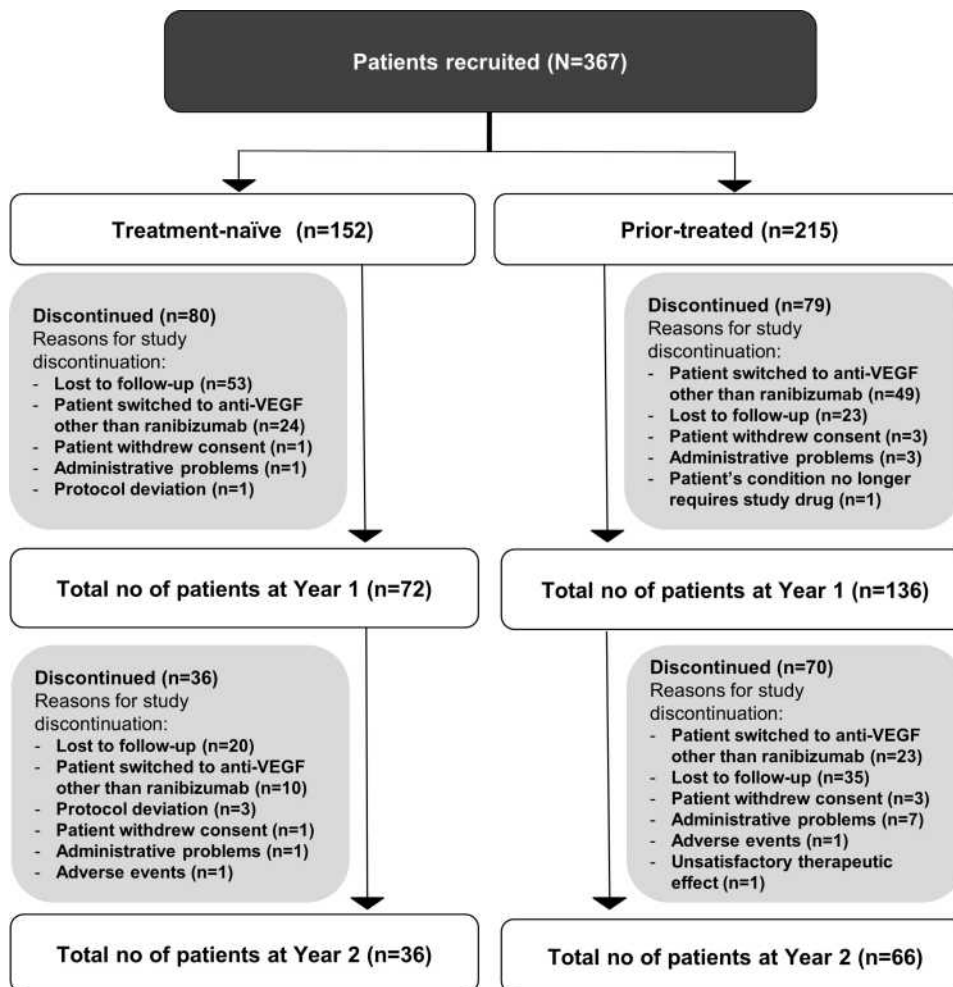 Patients recruited (N=367)
Treatment-naïve (n=152)
Prior-treated (n=215)
Discontinued (n=80)
Reasons for study
discontinuation:
- Lost to follow-up (n=53)
- Patient switched to anti-VEGF
other than ranibizumab (n=24)
- Patient withdrew consent (n=1)
- Administrative problems (n=1)
- Protocol deviation (n=1)
Discontinued (n=79)
Reasons for study
discontinuation:
- Patient switched to anti-VEGF
other than ranibizumab (n=49)
- Lost to follow-up (n=23)
- Patient withdrew consent (n=3)
- Administrative problems (n=3)
- Patient's condition no longer
requires study drug (n=1)
Total no of patients at Year 1 (n=72)
Total no of patients at Year 1 (n=136)
Discontinued (n=36)
Reasons for study
discontinuation:
- Lost to follow-up (n=20)
- Patient switched to anti-VEGF
other than ranibizumab (n=10)
- Protocol deviation (n=3)
- Patient withdrew consent (n=1)
- Administrative problems (n=1)
- Adverse events (n=1)
Discontinued (n=70)
Reasons for study
discontinuation:
- Patient switched to anti-VEGF
other than ranibizumab (n=23)
- Lost to follow-up (n=35)
- Patient withdrew consent (n=3)
- Administrative problems (n=7)
- Adverse events (n=1)
- Unsatisfactory therapeutic
effect (n=1)
Total no of patients at Year 2 (n=36)
Total no of patients at Year 2 (n=66)